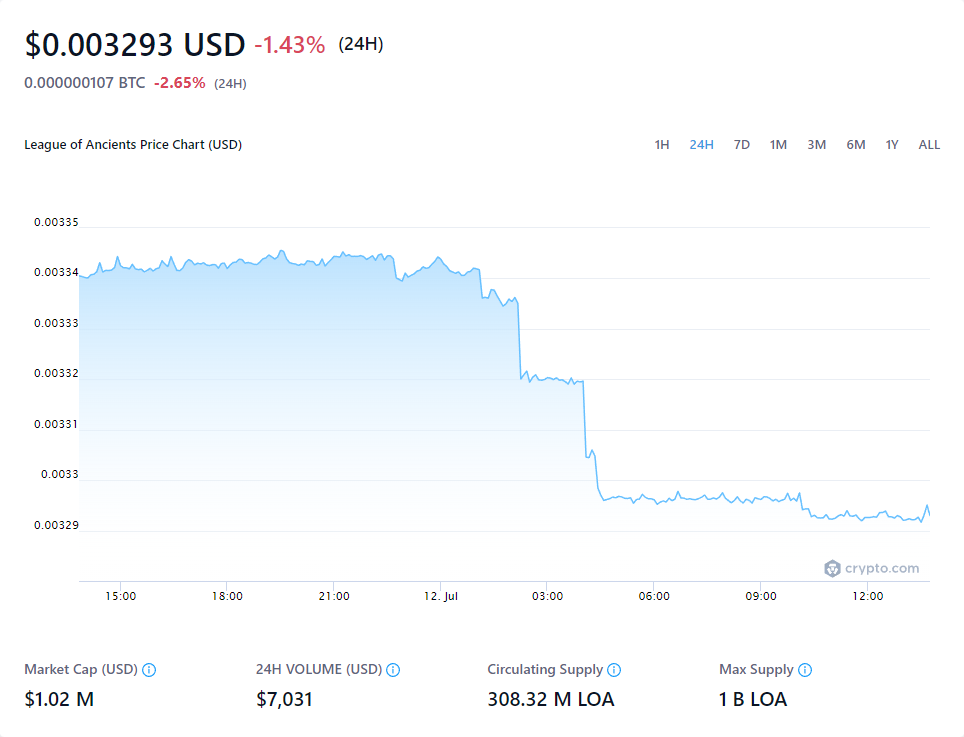 $0.003293 USD -1.43% (24H)
0.000000107 BTC -2.65% (24H)
League of Ancients Price Chart (USD) 1H 24H 7D 1M 3M 6M 1Y ALL
0.00335
0.00334
0.00333
0.00332
0.00331
0.0033
0.00329
crypto.com
15:00 18:00 21:00 12. Jul 03:00 06:00 09:00 12:00
Market Cap (USD) 24H VOLUME (USD) Circulating Supply Max Supply
$1.02 M $7,031 308.32 M LOA 1 B LOA